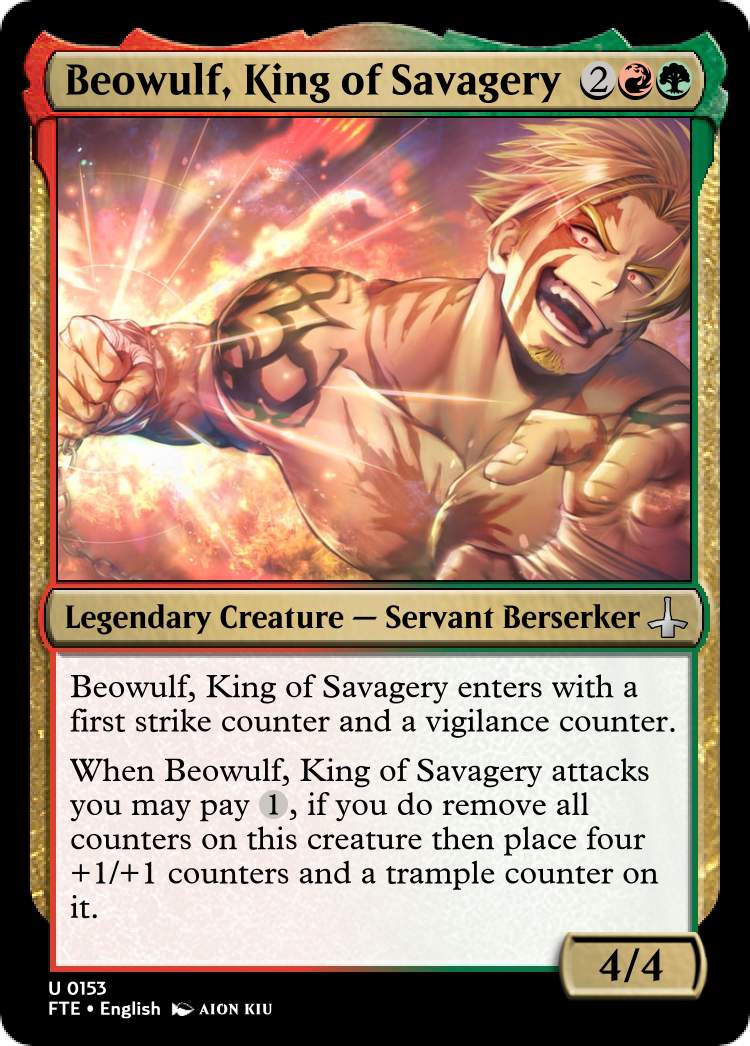 Beowulf, King of Savagery 2
Legendary Creature — Servant Berserker
Beowulf, King of Savagery enters with a
first strike counter and a vigilance counter.
When Beowulf, King of Savagery attacks
you may pay 1, if you do remove all
counters on this creature then place four
+1/+1 counters and a trample counter on
it.
4/4
U 0153
FTE • English AION KIU